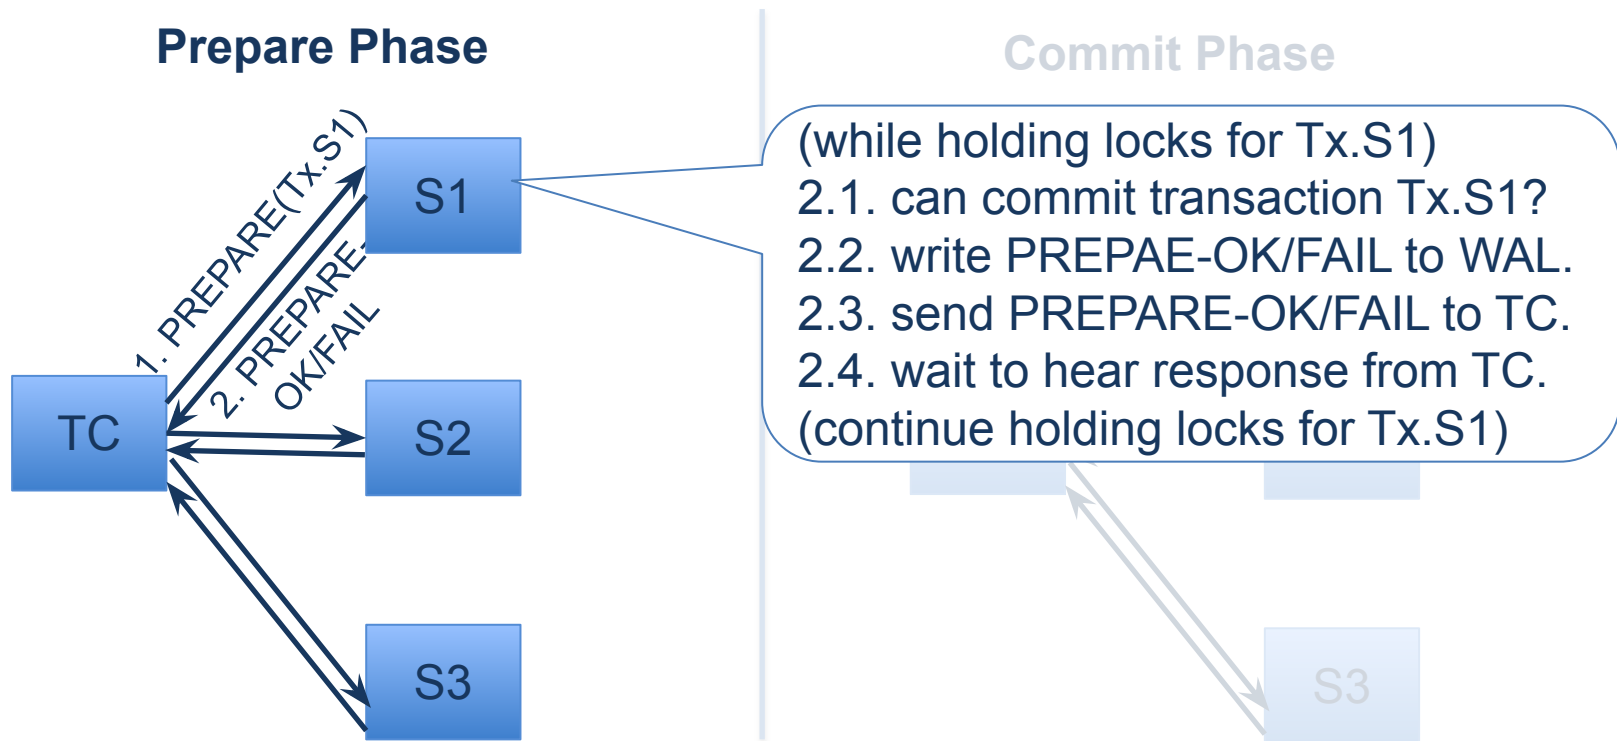 Prepare Phase
Commit Phase
1. PREPARE(Tx.S1)
2. PREPARE-
OK/FAIL
TC
S1
S2
S3
(while holding locks for Tx.S1)
2.1. can commit transaction Tx.S1?
2.2. write PREPAE-OK/FAIL to WAL.
2.3. send PREPARE-OK/FAIL to TC.
2.4. wait to hear response from TC.
(continue holding locks for Tx.S1)
S3